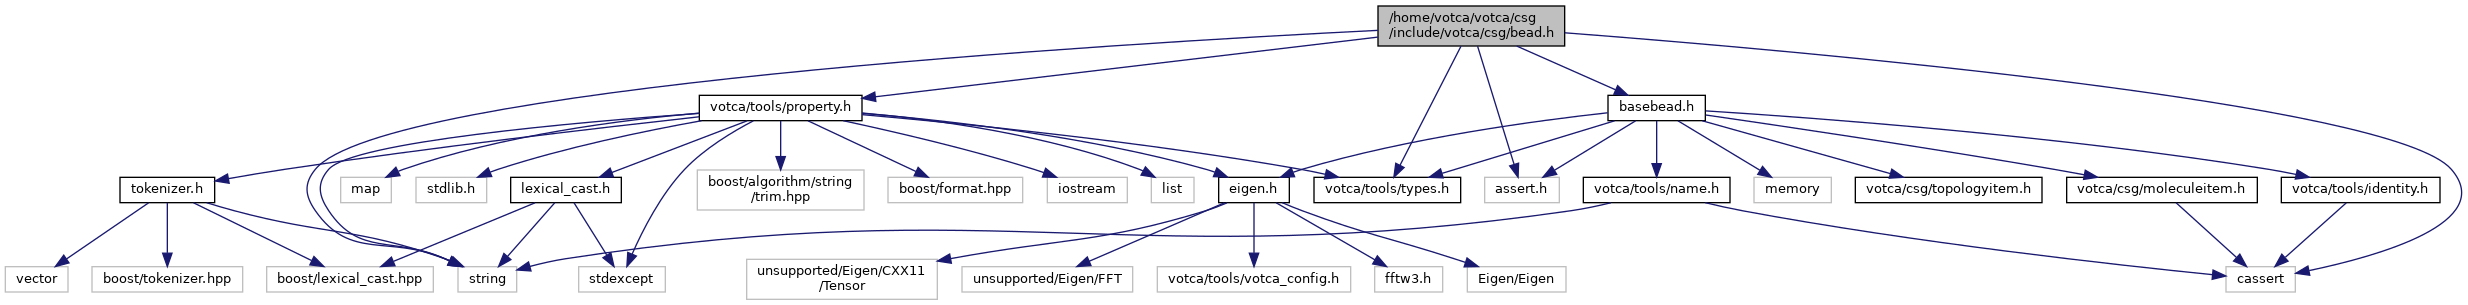 /home/votca/votca/csg
/include/votca/csg/bead.h
votca/tools/property.h
basebead.h
tokenizer.h
map
stdlib.h
lexical_cast.h
boost/algorithm/string
/trim.hpp
boost/format.hpp
iostream
list
eigen.h
votca/tools/types.h
assert.h
votca/tools/name.h
memory
votca/csg/topologyitem.h
votca/csg/moleculeitem.h
votca/tools/identity.h
vector
boost/tokenizer.hpp
boost/lexical_cast.hpp
string
stdexcept
unsupported/Eigen/CXX11
/Tensor
unsupported/Eigen/FFT
votca/tools/votca_config.h
fftw3.h
Eigen/Eigen
cassert